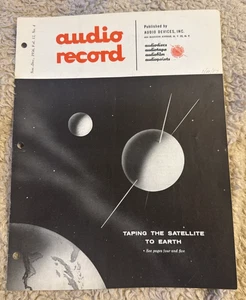 audio
record
Published by
AUDIO DEVICES, INC.
audiodiscs
audiotape
audiofilm
audiopoints
TAPING THE SATELLITE
TO EARTH
• See pages four and five